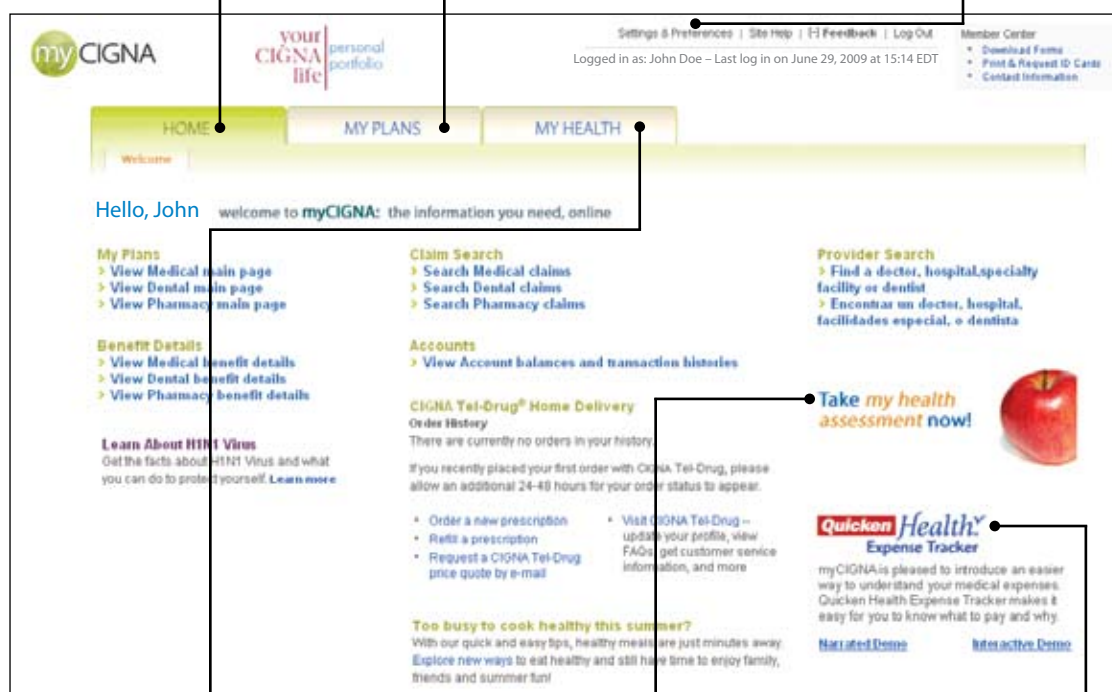 myCIGNA
your
CIGNA
life
personal
portfolio
Settings & Preferences | Site Help | [+] Feedback | Log Out
Logged in as: John Doe – Last log in on June 29, 2009 at 15:14 EDT
Member Center
• Download Forms
• Print & Request ID Cards
• Contact Information
HOME
MY PLANS
MY HEALTH
Welcome
Hello, John welcome to myCIGNA: the information you need, online
My Plans
> View Medical main page
> View Dental main page
> View Pharmacy main page
Benefit Details
> View Medical benefit details
> View Dental benefit details
> View Pharmacy benefit details
Learn About H1N1 Virus
Get the facts about H1N1 Virus and what
you can do to protect yourself. Learn more
Claim Search
> Search Medical claims
> Search Dental claims
> Search Pharmacy claims
Accounts
> View Account balances and transaction histories
CIGNA Tel-Drug® Home Delivery
Order History
There are currently no orders in your history.
If you recently placed your first order with CIGNA Tel-Drug, please
allow an additional 24-48 hours for your order status to appear.
• Order a new prescription
• Refill a prescription
• Request a CIGNA Tel-Drug
price quote by e-mail
• Visit CIGNA Tel-Drug –
update your profile, view
FAQs, get customer service
information, and more
Too busy to cook healthy this summer?
With our quick and easy tips, healthy meals are just minutes away.
Explore new ways to eat healthy and still have time to enjoy family,
friends and summer fun!
Provider Search
> Find a doctor, hospital,specialty
facility or dentist
> Encontrar un doctor, hospital,
facilidades especial, o dentista
Take my health
assessment now!
Quicken Health
Expense Tracker
myCIGNA is pleased to introduce an easier
way to understand your medical expenses.
Quicken Health Expense Tracker makes it
easy for you to know what to pay and why.
Narrated Demo
Interactive Demo